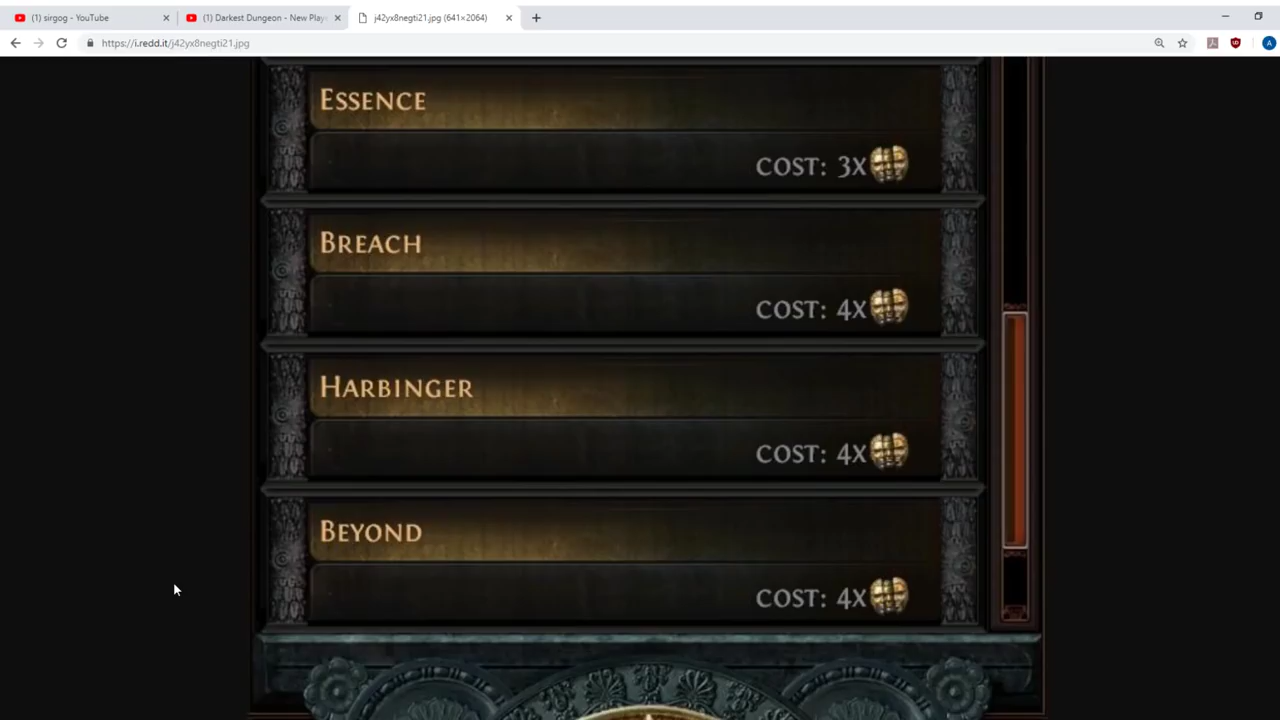 (1) sirgog - YouTube
(1) Darkest Dungeon - New Playe
j42yx8negti21.jpg (641×2064)
https://i.redd.it/j42yx8negti21.jpg
A
ESSENCE
COST: 3X
BREACH
COST: 4X
HARBINGER
COST: 4X
BEYOND
COST: 4X